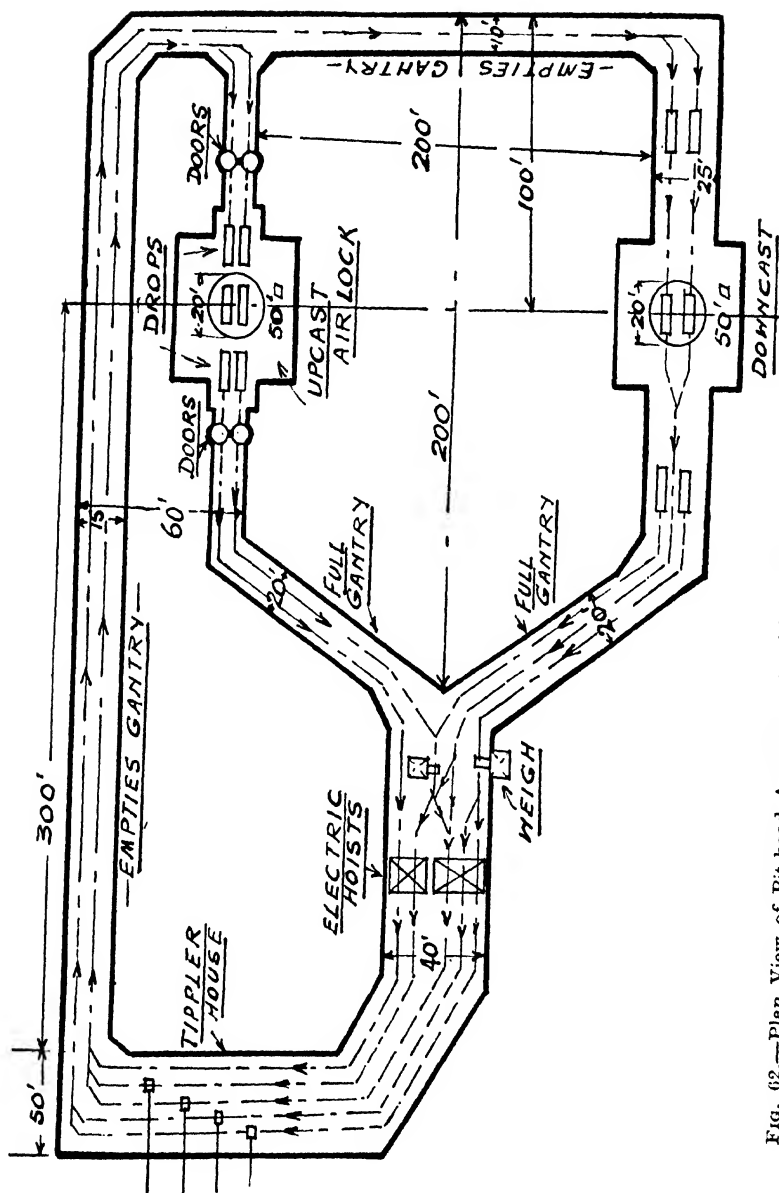 DOORS
DROPS
20'
50'□
UPCAST
AIR LOCK
DOORS
-EMPTIES GANTRY-
10'
200'
100'
25'
20'
50'□
DOWNCAST
200'
300'
15'
60'
-EMPTIES GANTRY-
20'
FULL
GANTRY
FULL
GANTRY
20'
ELECTRIC
HOISTS
WEIGH
40'
TIPPLER
HOUSE
50'
FIG. 62.—Plan View of Pit-head